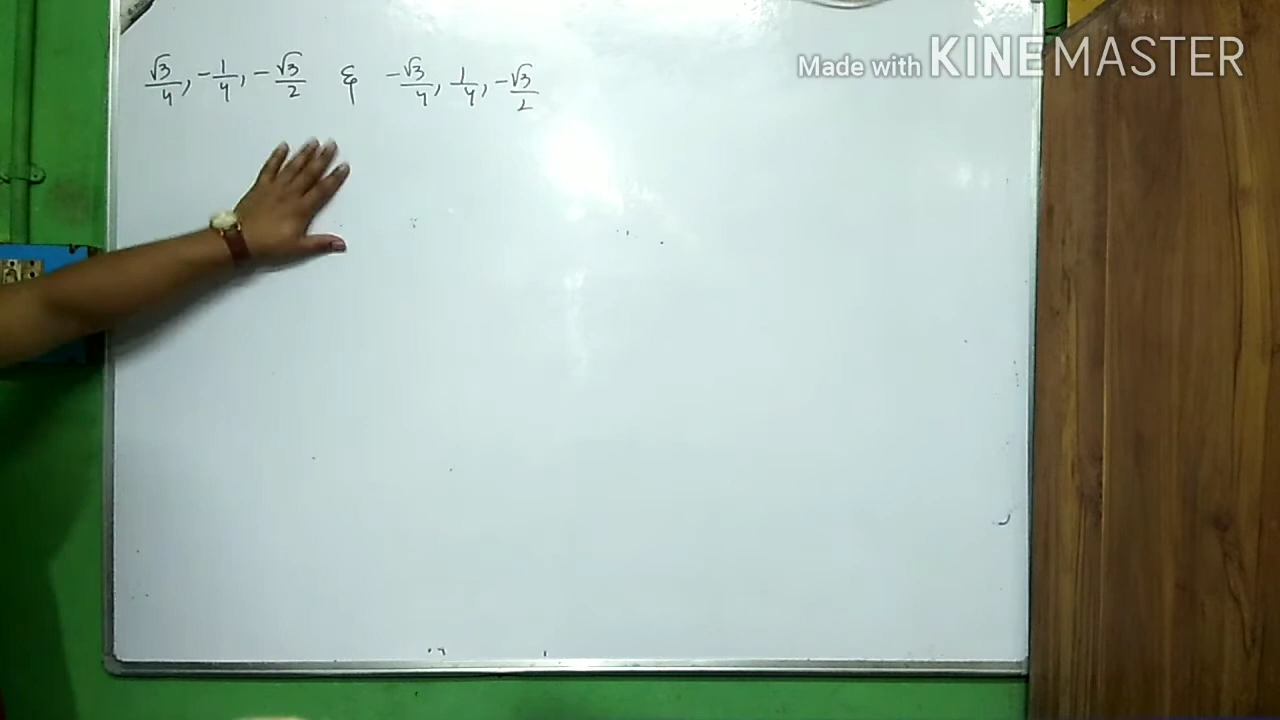 √3/4, -1/4, -√3/2 & -√3/4, 1/4, -√3/2
Made with KINEMASTER